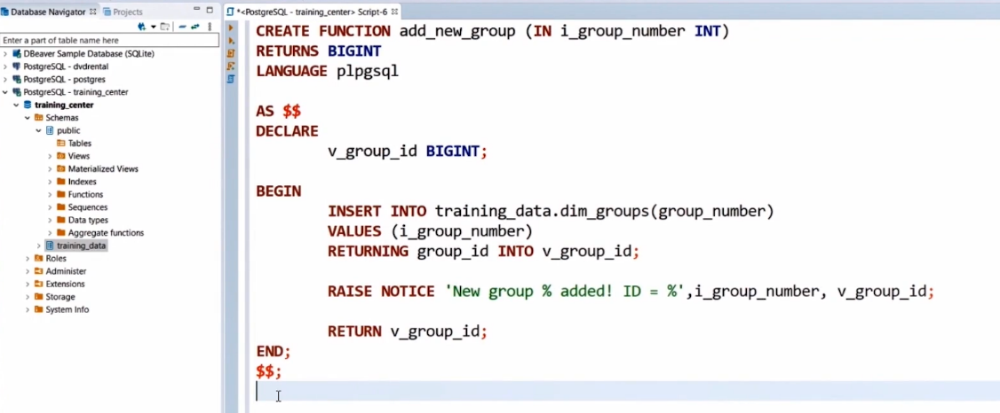 Database Navigator
Projects
*<PostgreSQL - training_center> Script-6
Enter a part of table name here
DBeaver Sample Database (SQLite)
PostgreSQL - dvdrental
PostgreSQL - postgres
PostgreSQL - training_center
training_center
Schemas
public
Tables
Views
Materialized Views
Indexes
Functions
Sequences
Data types
Aggregate functions
training_data
Roles
Administer
Extensions
Storage
System Info
CREATE FUNCTION add_new_group (IN i_group_number INT)
RETURNS BIGINT
LANGUAGE plpgsql
AS $$
DECLARE
v_group_id BIGINT;
BEGIN
INSERT INTO training_data.dim_groups(group_number)
VALUES (i_group_number)
RETURNING group_id INTO v_group_id;
RAISE NOTICE 'New group % added! ID = %',i_group_number, v_group_id;
RETURN v_group_id;
END;
$$;